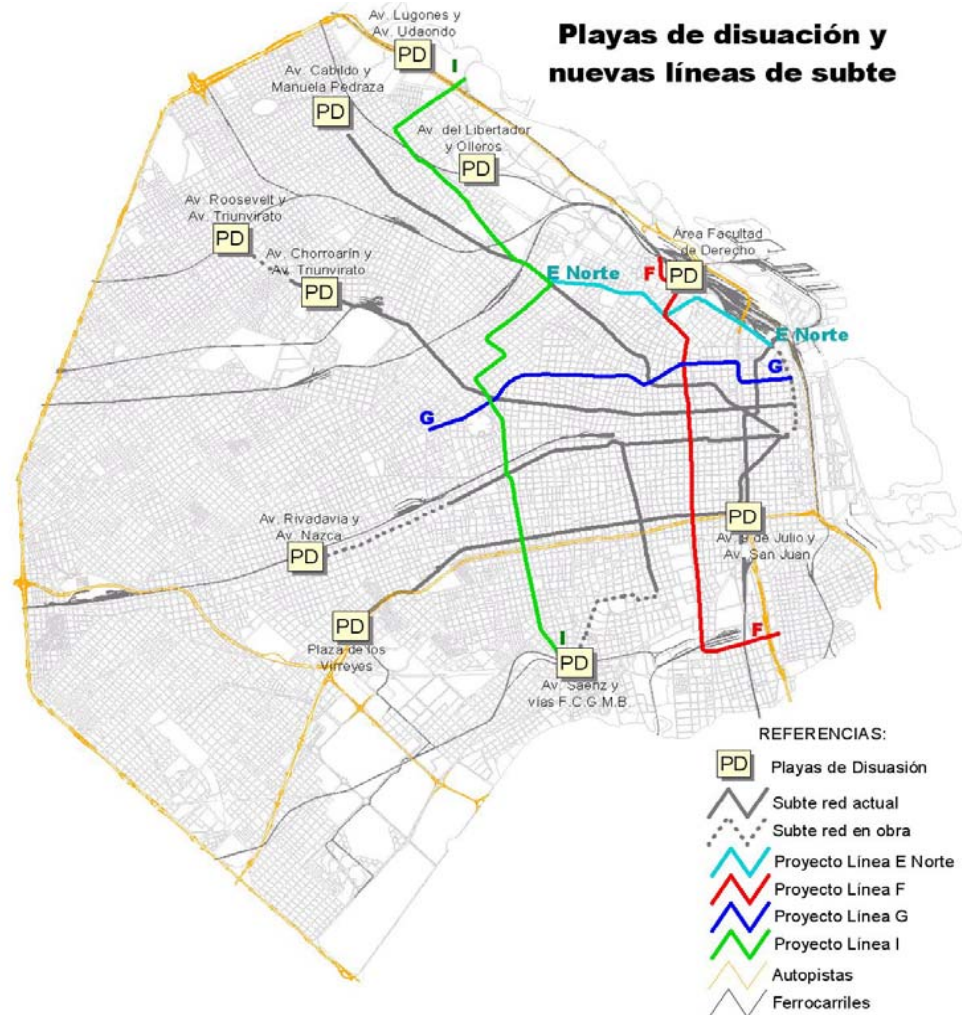 Playas de disuación y
nuevas líneas de subte
Av. Lugones y
Av. Udaondo
PD
I
Av. Cabildo y
Manuela Pedraza
PD
Av. del Libertador
y Olleros
PD
Av. Roosevelt y
Av. Triunvirato
PD
Av. Chorroarín y
Av. Triunvirato
PD
Área Facultad
de Derecho
PD
F
E Norte
E Norte
G
G
Av. Rivadavia y
Av. Nazca
PD
PD
Av. 9 de Julio y
Av. San Juan
PD
Plaza de los
Virreyes
I
PD
Av. Saenz y
vías F.C.G.M.B.
F
REFERENCIAS:
PD Playas de Disuasión
Subte red actual
Subte red en obra
Proyecto Línea E Norte
Proyecto Línea F
Proyecto Línea G
Proyecto Línea I
Autopistas
Ferrocarriles